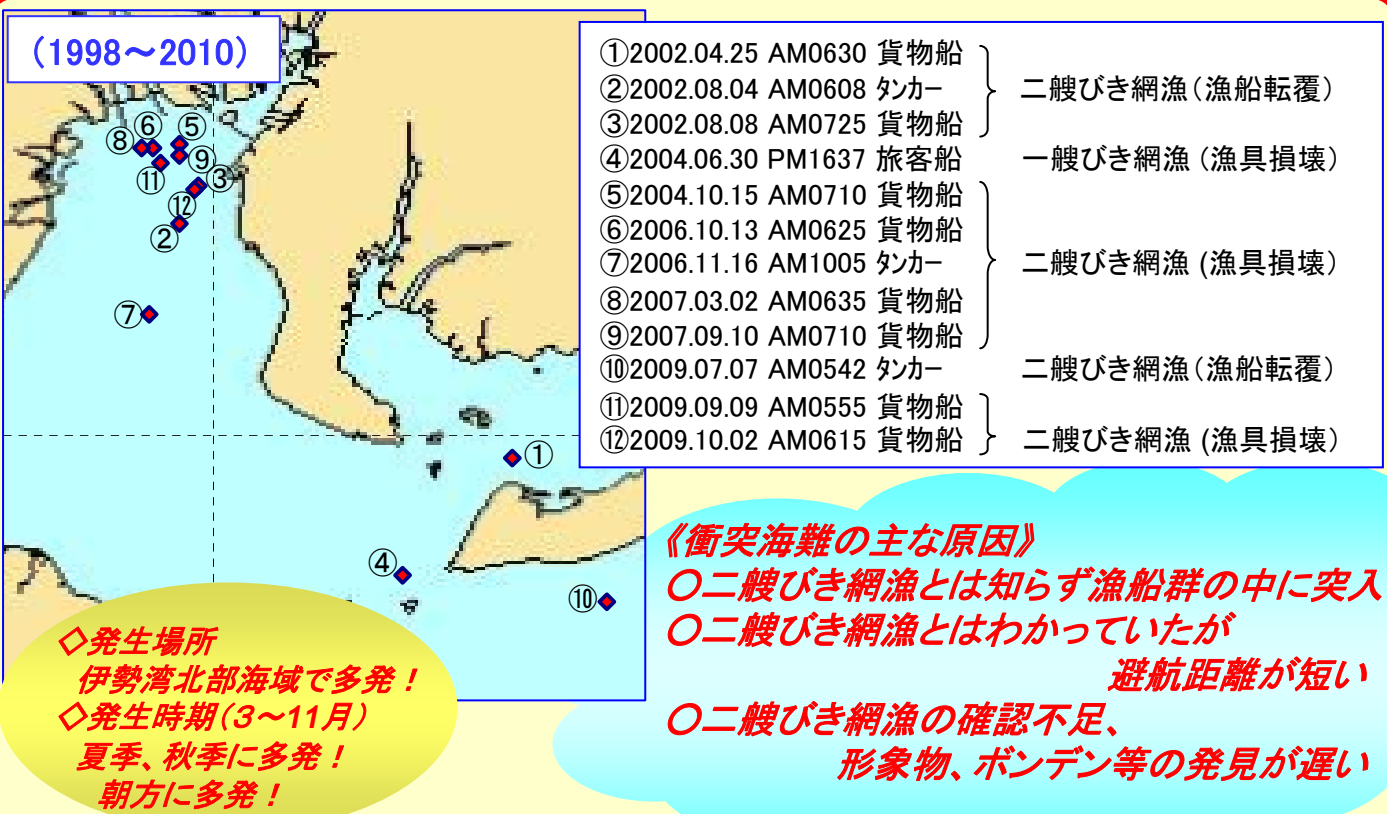 (1998~2010)
①2002.04.25 AM0630 貨物船
②2002.08.04 AM0608 ﾀﾝｶｰ 二艘びき網漁(漁船転覆)
③2002.08.08 AM0725 貨物船
④2004.06.30 PM1637 旅客船 一艘びき網漁 (漁具損壊)
⑤2004.10.15 AM0710 貨物船
⑥2006.10.13 AM0625 貨物船
⑦2006.11.16 AM1005 ﾀﾝｶｰ 二艘びき網漁 (漁具損壊)
⑧2007.03.02 AM0635 貨物船
⑨2007.09.10 AM0710 貨物船
⑩2009.07.07 AM0542 ﾀﾝｶｰ 二艘びき網漁(漁船転覆)
⑪2009.09.09 AM0555 貨物船
⑫2009.10.02 AM0615 貨物船 二艘びき網漁 (漁具損壊)
⑧ ⑥ ⑤
⑪ ⑨
⑫ ③
②
⑦
①
④
⑩
◇発生場所
伊勢湾北部海域で多発!
◇発生時期(3~11月)
夏季、秋季に多発!
朝方に多発!
《衝突海難の主な原因》
〇二艘びき網漁とは知らず漁船群の中に突入
〇二艘びき網漁とはわかっていたが
避航距離が短い
〇二艘びき網漁の確認不足、
形象物、ボンデン等の発見が遅い